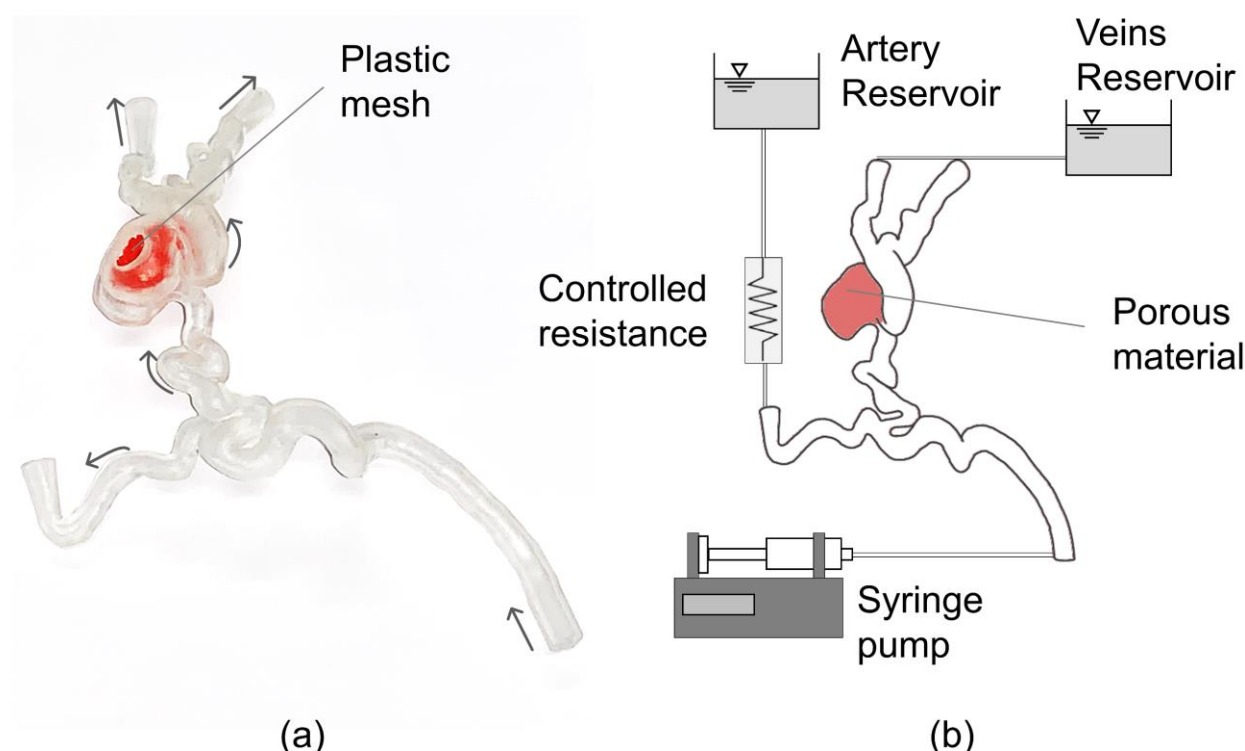 Plastic
mesh
(a)
Artery
Reservoir
Veins
Reservoir
Controlled
resistance
Porous
material
Syringe
pump
(b)